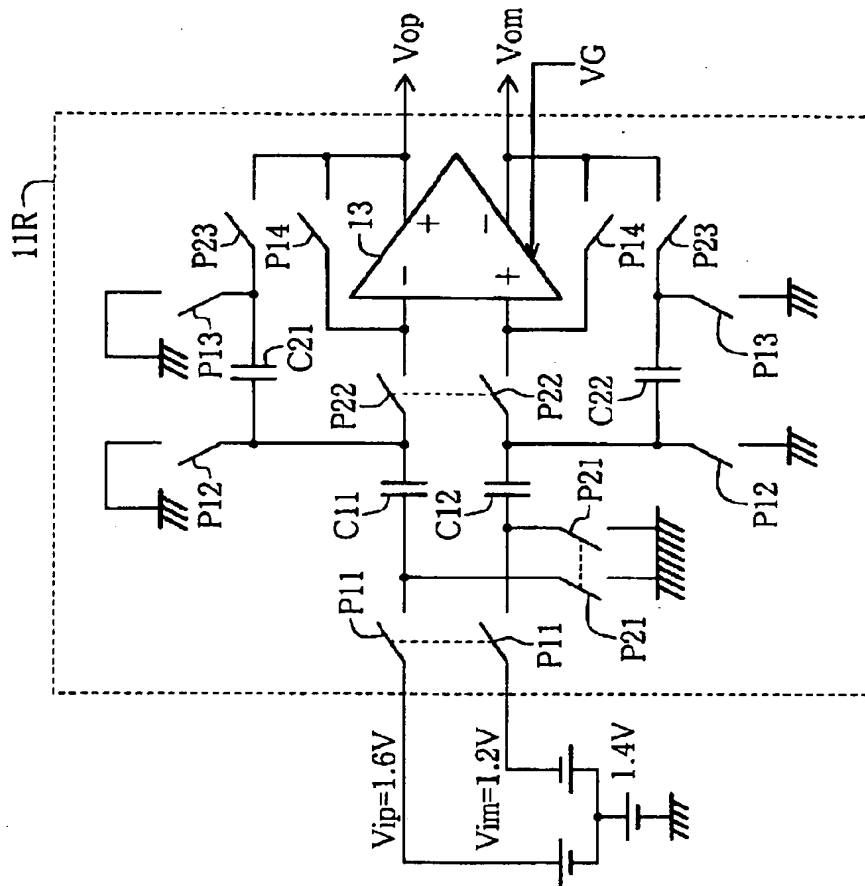 11R
P23
P14
P13
C21
13
Vop
Vom
VG
P12
P22
P22
C11
C12
P14
P23
P13
C22
P21
P12
P11
P11
P21
Vip=1.6V
Vim=1.2V
1.4V
+
−
−
+